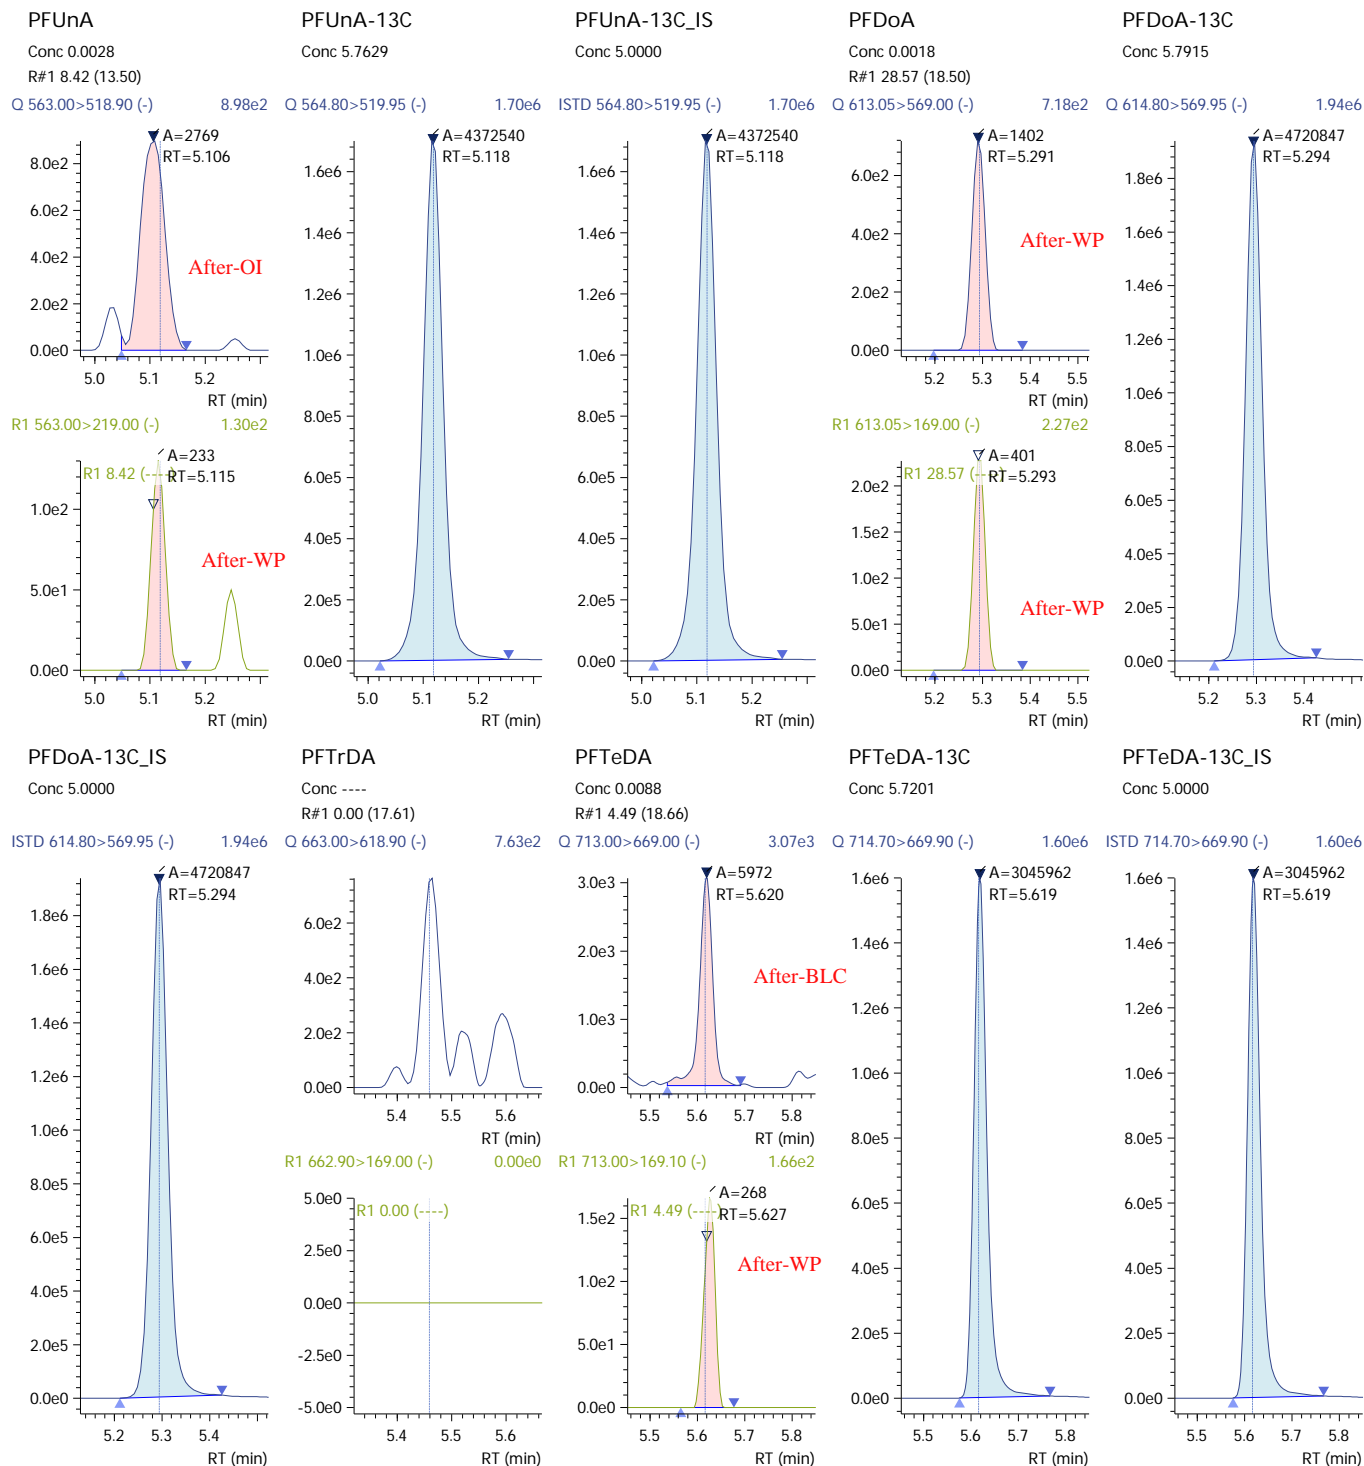 PFUnA
Conc 0.0028
R#1 8.42 (13.50)
Q 563.00>518.90 (-) 8.98e2
A=2769
RT=5.106
8.0e2
6.0e2
4.0e2
2.0e2
0.0e0
After-OI
5.0 5.1 5.2
RT (min)
R1 563.00>219.00 (-) 1.30e2
A=233
R1 8.42 (----)
RT=5.115
1.0e2
5.0e1
0.0e0
After-WP
5.0 5.1 5.2
RT (min)
PFUnA-13C
Conc 5.7629
Q 564.80>519.95 (-) 1.70e6
A=4372540
RT=5.118
1.6e6
1.4e6
1.2e6
1.0e6
8.0e5
6.0e5
4.0e5
2.0e5
0.0e0
5.0 5.1 5.2
RT (min)
PFUnA-13C_IS
Conc 5.0000
ISTD 564.80>519.95 (-) 1.70e6
A=4372540
RT=5.118
1.6e6
1.4e6
1.2e6
1.0e6
8.0e5
6.0e5
4.0e5
2.0e5
0.0e0
5.0 5.1 5.2
RT (min)
PFDoA
Conc 0.0018
R#1 28.57 (18.50)
Q 613.05>569.00 (-) 7.18e2
A=1402
RT=5.291
6.0e2
4.0e2
2.0e2
0.0e0
After-WP
5.2 5.3 5.4 5.5
RT (min)
R1 613.05>169.00 (-) 2.27e2
A=401
R1 28.57 (----)
RT=5.293
2.0e2
1.5e2
1.0e2
5.0e1
0.0e0
After-WP
5.2 5.3 5.4 5.5
RT (min)
PFDoA-13C
Conc 5.7915
Q 614.80>569.95 (-) 1.94e6
A=4720847
RT=5.294
1.8e6
1.6e6
1.4e6
1.2e6
1.0e6
8.0e5
6.0e5
4.0e5
2.0e5
0.0e0
5.2 5.3 5.4
RT (min)
PFDoA-13C_IS
Conc 5.0000
ISTD 614.80>569.95 (-) 1.94e6
A=4720847
RT=5.294
1.8e6
1.6e6
1.4e6
1.2e6
1.0e6
8.0e5
6.0e5
4.0e5
2.0e5
0.0e0
5.2 5.3 5.4
RT (min)
PFTrDA
Conc ----
R#1 0.00 (17.61)
Q 663.00>618.90 (-) 7.63e2
6.0e2
4.0e2
2.0e2
0.0e0
5.4 5.5 5.6
RT (min)
R1 662.90>169.00 (-) 0.00e0
5.0e0
R1 0.00 (----)
2.5e0
0.0e0
-2.5e0
-5.0e0
5.4 5.5 5.6
RT (min)
PFTeDA
Conc 0.0088
R#1 4.49 (18.66)
Q 713.00>669.00 (-) 3.07e3
A=5972
RT=5.620
3.0e3
2.0e3
1.0e3
0.0e0
After-BLC
5.5 5.6 5.7 5.8
RT (min)
R1 713.00>169.10 (-) 1.66e2
A=268
R1 4.49 (----)
RT=5.627
1.5e2
1.0e2
5.0e1
0.0e0
After-WP
5.5 5.6 5.7 5.8
RT (min)
PFTeDA-13C
Conc 5.7201
Q 714.70>669.90 (-) 1.60e6
A=3045962
RT=5.619
1.6e6
1.4e6
1.2e6
1.0e6
8.0e5
6.0e5
4.0e5
2.0e5
0.0e0
5.5 5.6 5.7 5.8
RT (min)
PFTeDA-13C_IS
Conc 5.0000
ISTD 714.70>669.90 (-) 1.60e6
A=3045962
RT=5.619
1.6e6
1.4e6
1.2e6
1.0e6
8.0e5
6.0e5
4.0e5
2.0e5
0.0e0
5.5 5.6 5.7 5.8
RT (min)